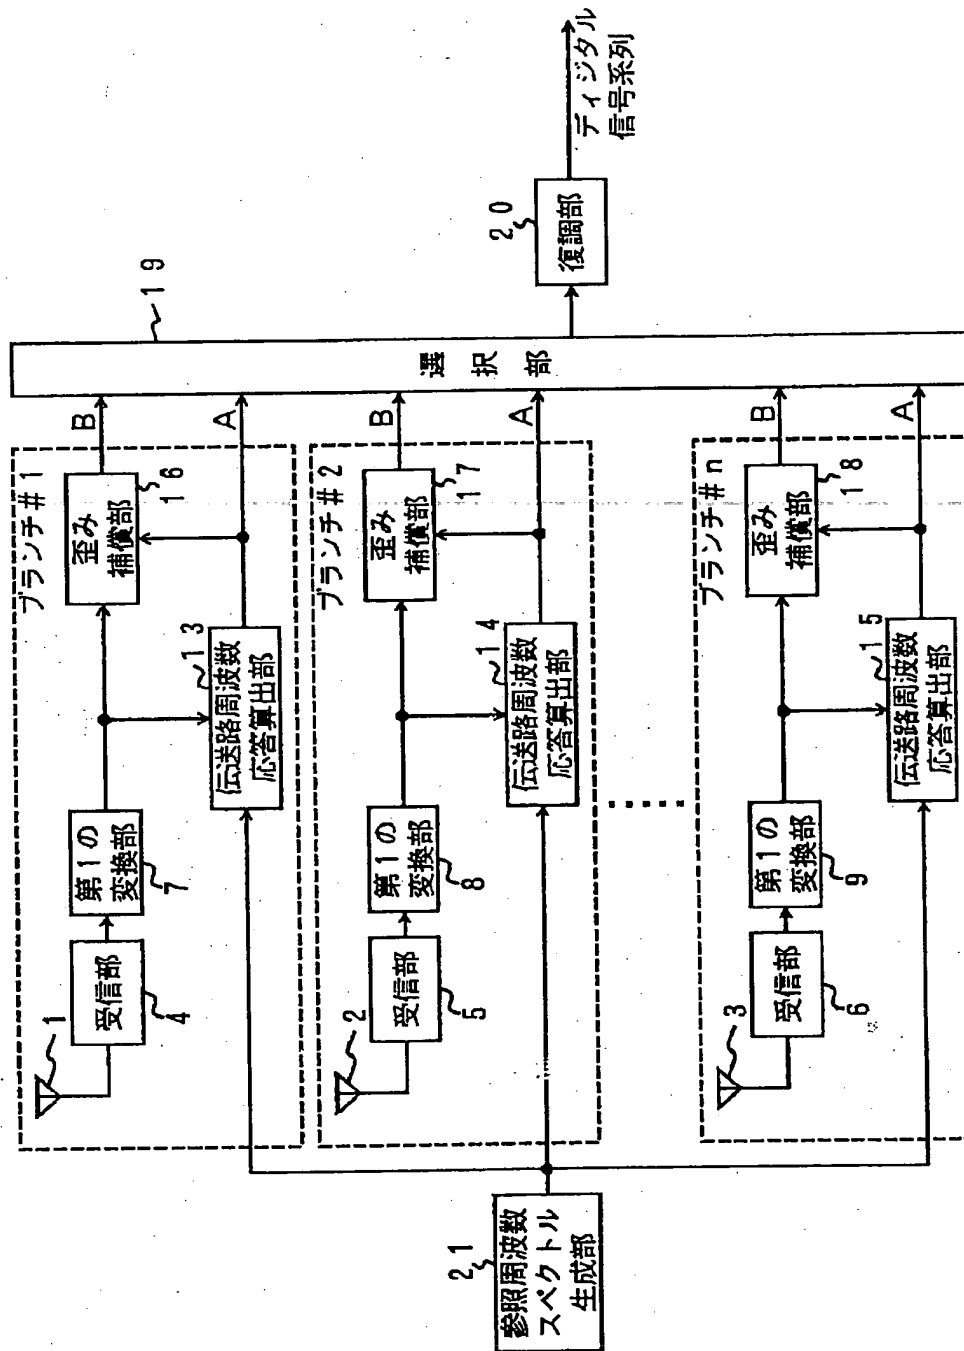 ブランチ#1
1
受信部
4
第1の
変換部
7
伝送路周波数
応答算出部
13
歪み
補償部
16
B
A
ブランチ#2
2
受信部
5
第1の
変換部
8
伝送路周波数
応答算出部
14
歪み
補償部
17
B
A
ブランチ#n
3
受信部
6
第1の
変換部
9
伝送路周波数
応答算出部
15
歪み
補償部
18
B
A
参照周波数
スペクトル
生成部
21
選択部
19
復調部
20
ディジタル
信号系列